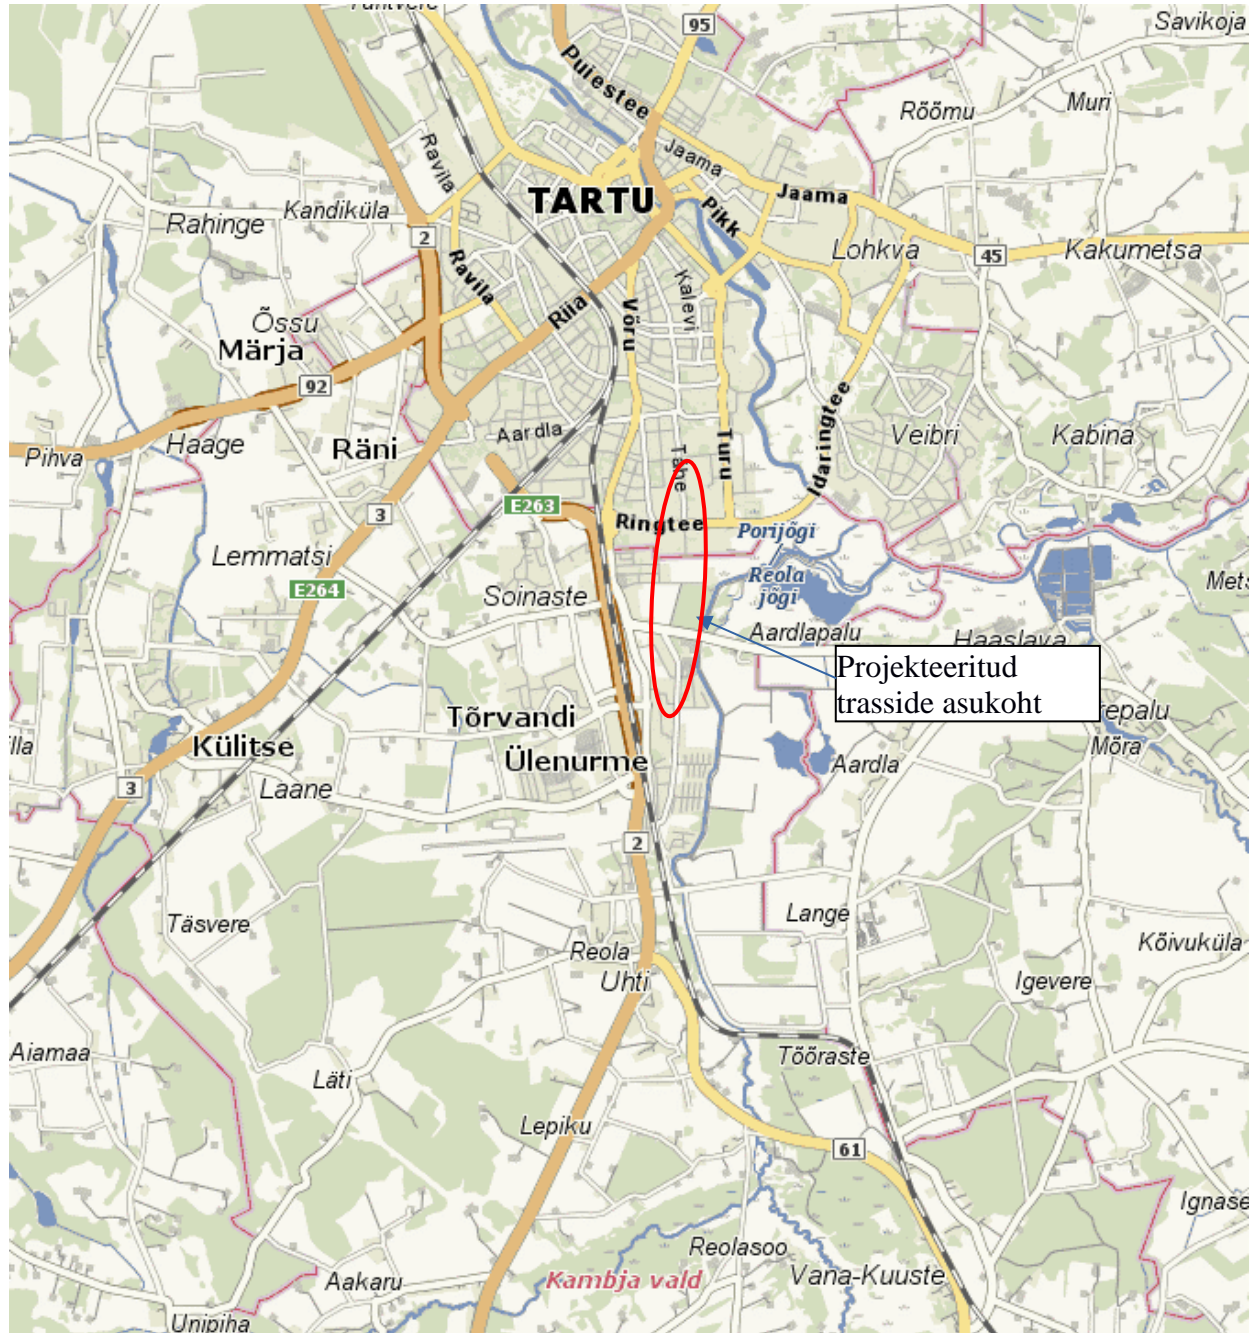 95
Savikoja
Puiestee
Rõõmu
Muri
Ravila
Jaama
TARTU
Jaama
Pikk
Kandiküla
Rahinge
2
Lohkva
45
Kakumetsa
Ravila
Kalevi
Riia
Võru
Õssu
Märja
92
Idaringtee
Veibri
Kabina
Aardla
Haage
Räni
Pihva
Tähe
Turu
E263
3
Ringtee
Porijõgi
Lemmatsi
E264
Soinaste
Reola
jõgi
Aardlapalu
Haaslava
Projekteeritud
trasside asukoht
Tõrvandi
repalu
Külitse
Ülenurme
Mõra
illa
Aardla
3
Laane
2
Täsvere
Lange
Kõivuküla
Reola
Uhti
Igevere
Aiamaa
Läti
Tõõraste
Lepiku
61
Ignase
Reolasoo
Aakaru
Kambja vald
Vana-Kuuste
Unipiha